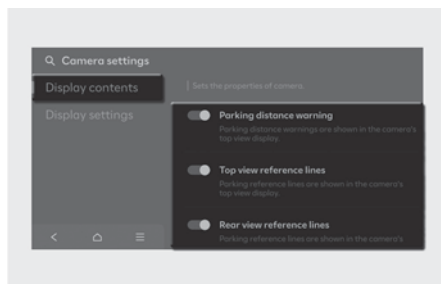 Camera settings
Display contents
Sets the properties of camera.
Display settings
Parking distance warning
Parking distance warnings are shown in the camera's
top view display.
Top view reference lines
Parking reference lines are shown in the camera's
top view display.
Rear view reference lines
Parking reference lines are shown in the camera's